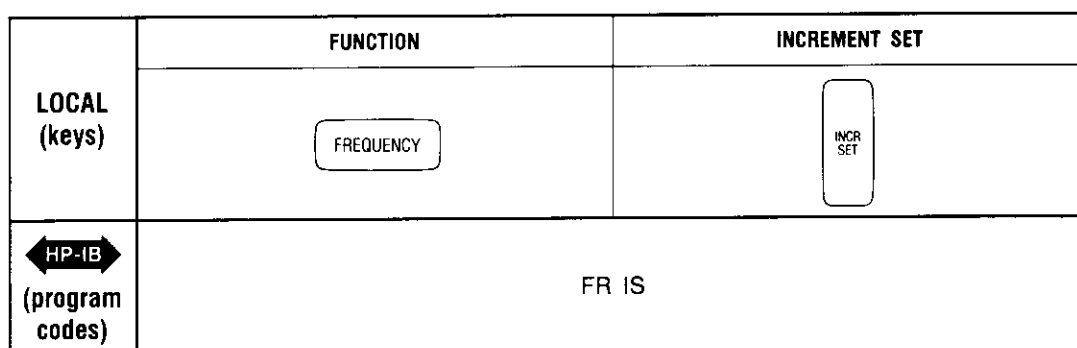 FUNCTION
INCREMENT SET
LOCAL
(keys)
FREQUENCY
INCR
SET
HP-IB
(program
codes)
FR IS